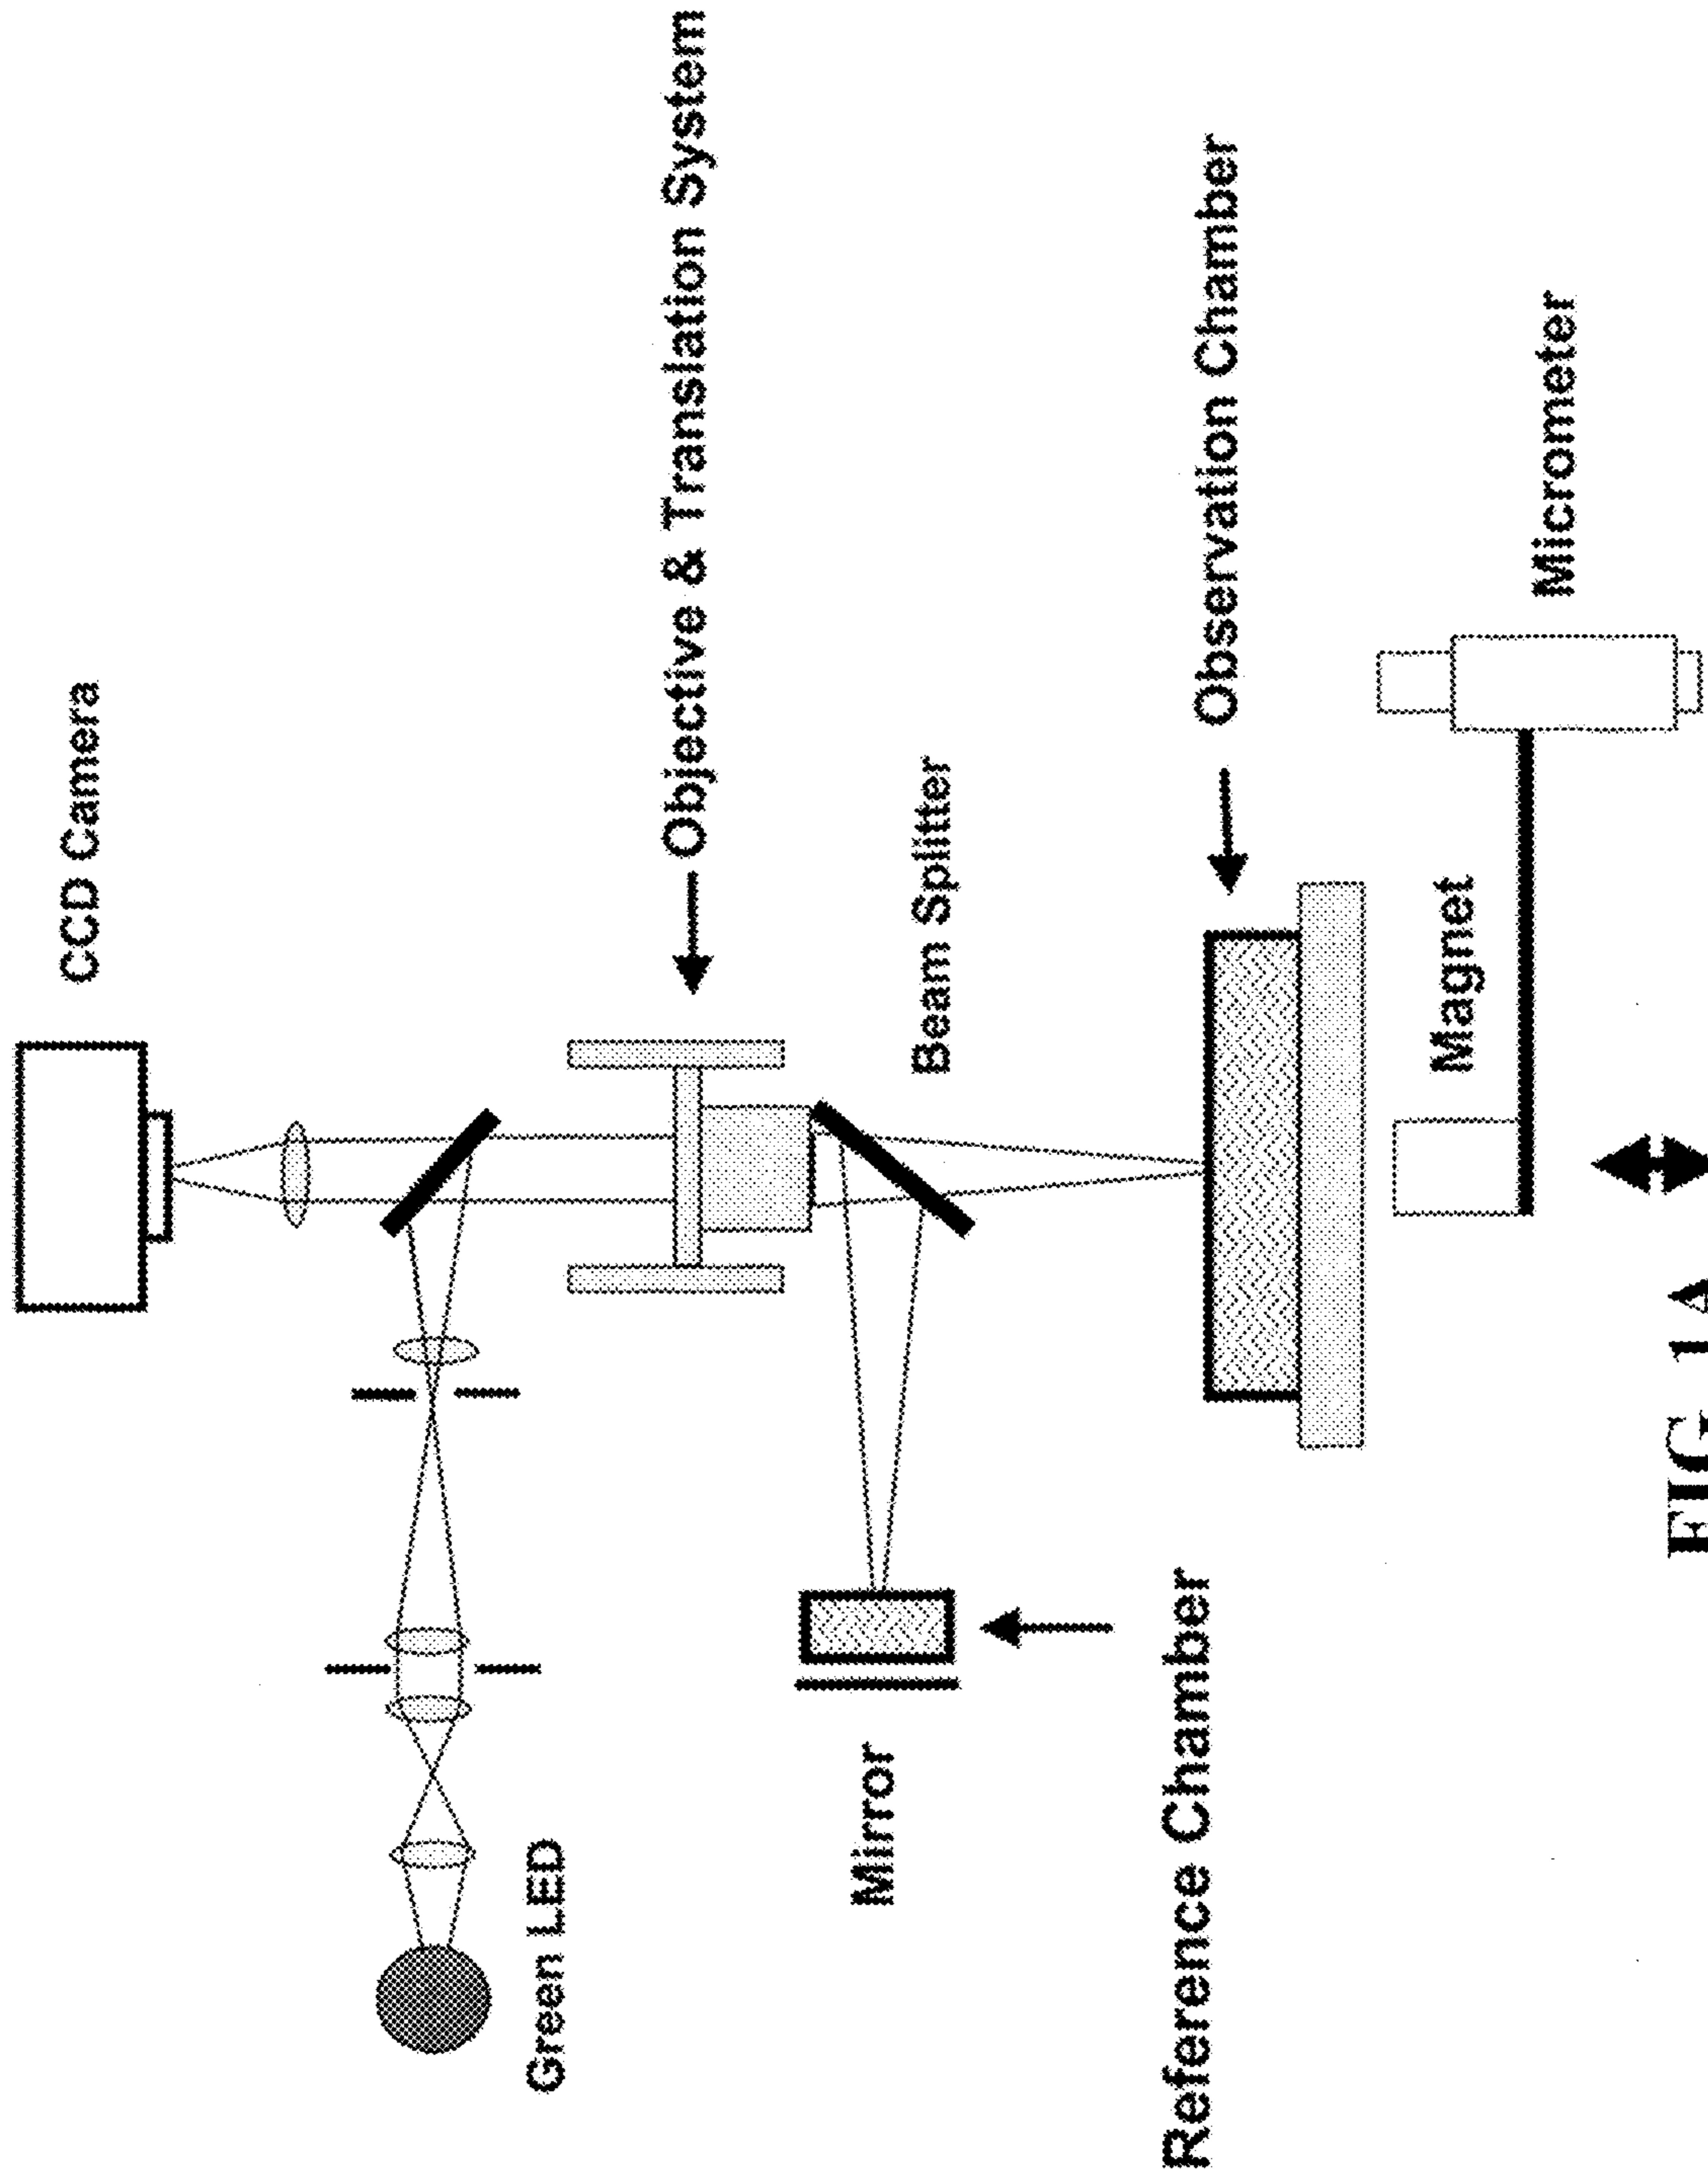 CCD Camera
Green LED
Objective & Translation System
Beam Splitter
Mirror
Reference Chamber
Observation Chamber
Magnet
Micrometer
FIG. 1A